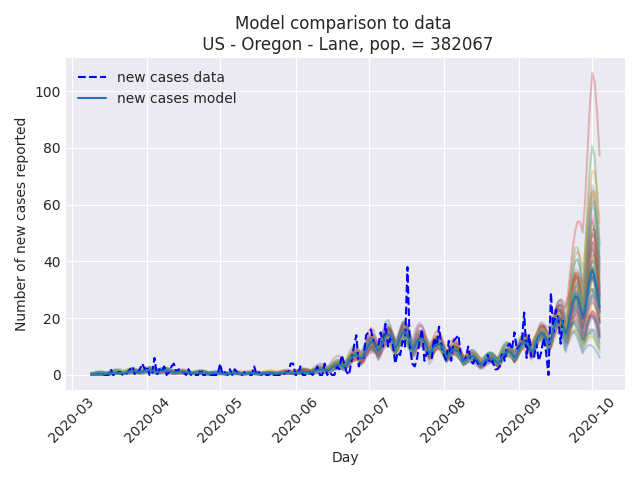 Model comparison to data
US - Oregon - Lane, pop. = 382067
new cases data
new cases model
Number of new cases reported
100
80
60
40
20
0
2020-03
2020-04
2020-05
2020-06
2020-07
2020-08
2020-09
2020-10
Day